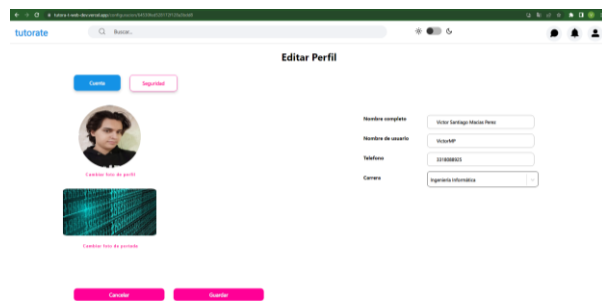 tutorate
Buscar..
Editar Perfil
Cuenta
Seguridad
Nombre completo
Victor Santiago Macias Perez
Nombre de usuario
VictorMP
Telefono
Carrera
Ingeniería Informática
Cambiar foto de perfil
Cambiar foto de portada
Cancelar
Guardar